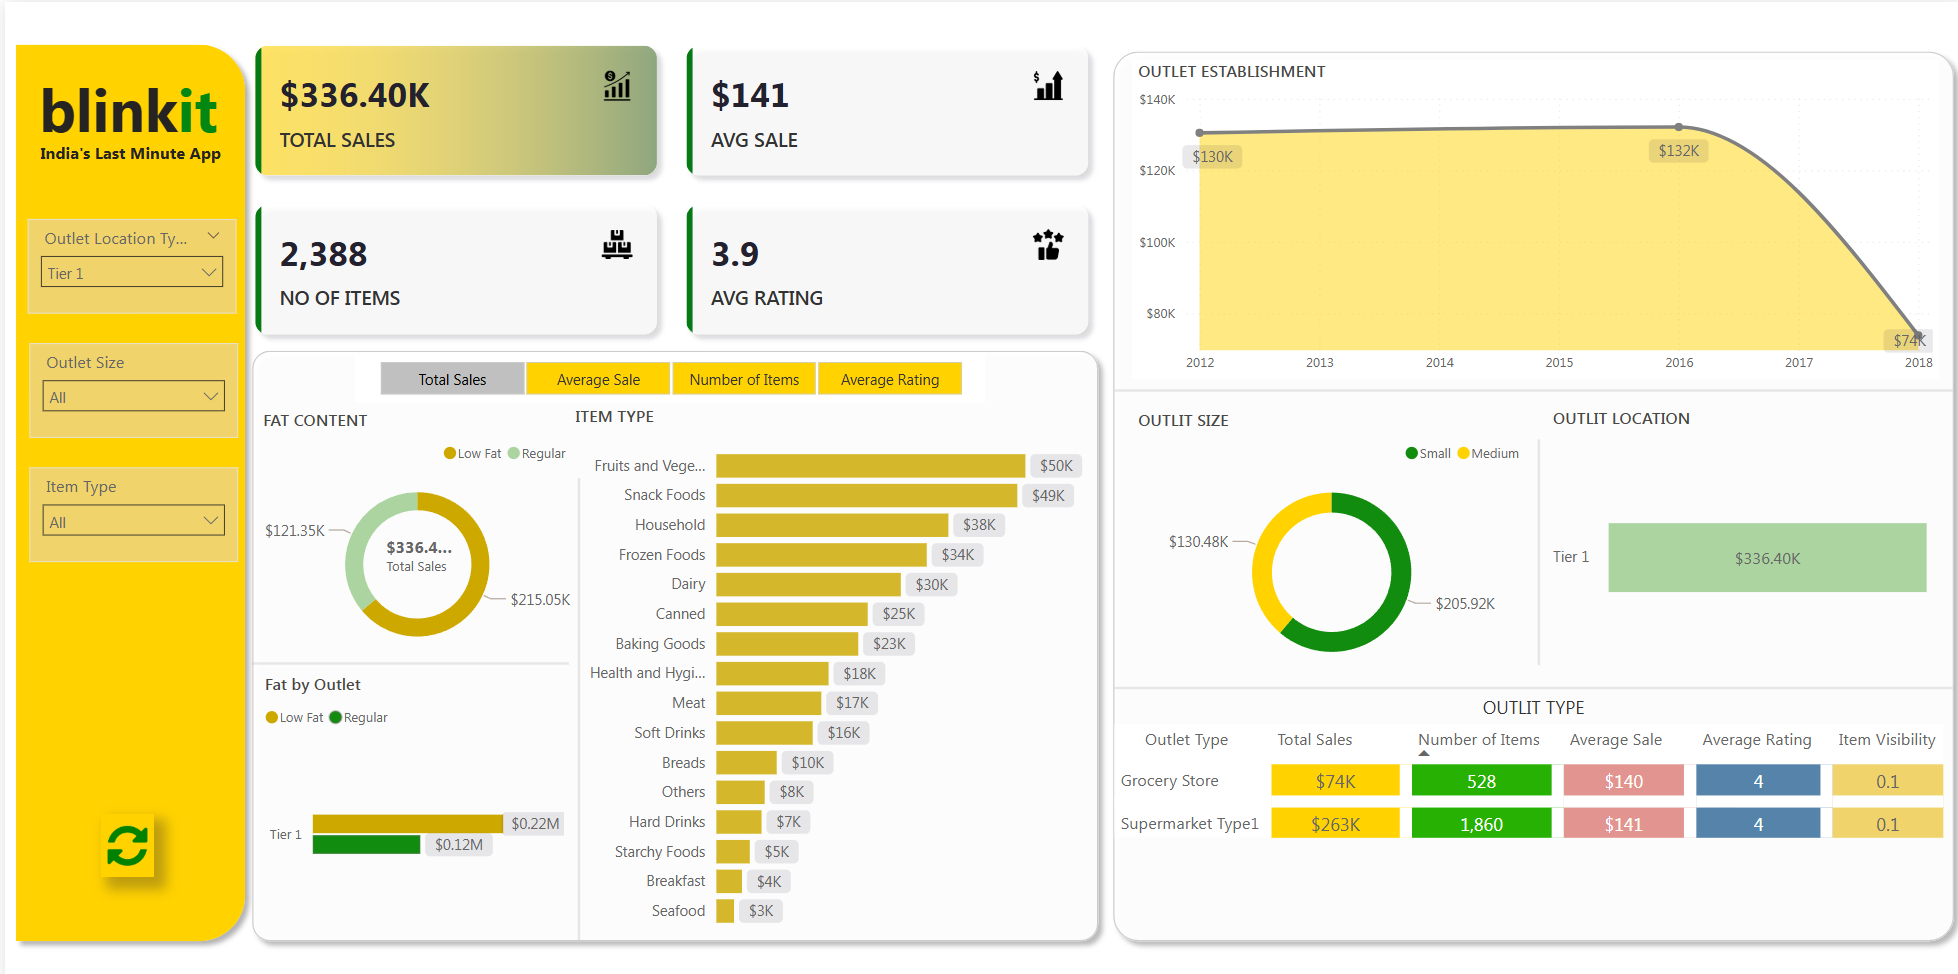 blinkit
India's Last Minute App
Outlet Location Ty...
Tier 1
Outlet Size
All
Item Type
All
$336.40K
TOTAL SALES
$141
AVG SALE
2,388
NO OF ITEMS
3.9
AVG RATING
Total Sales Average Sale Number of Items Average Rating
FAT CONTENT
Low Fat Regular
$121.35K
$336.4...
Total Sales
$215.05K
Fat by Outlet
Low Fat Regular
Tier 1
$0.22M
$0.12M
ITEM TYPE
Fruits and Vege... $50K
Snack Foods $49K
Household $38K
Frozen Foods $34K
Dairy $30K
Canned $25K
Baking Goods $23K
Health and Hygi... $18K
Meat $17K
Soft Drinks $16K
Breads $10K
Others $8K
Hard Drinks $7K
Starchy Foods $5K
Breakfast $4K
Seafood $3K
OUTLET ESTABLISHMENT
$140K
$120K
$100K
$80K
$130K
$132K
$74K
2012 2013 2014 2015 2016 2017 2018
OUTLIT SIZE
Small Medium
$130.48K
$205.92K
OUTLIT LOCATION
Tier 1 $336.40K
OUTLIT TYPE
Outlet Type Total Sales Number of Items Average Sale Average Rating Item Visibility
Grocery Store $74K 528 $140 4 0.1
Supermarket Type1 $263K 1,860 $141 4 0.1